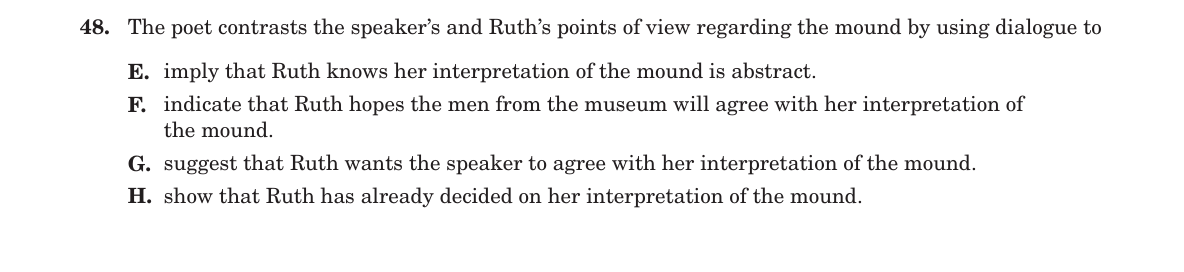 48. The poet contrasts the speaker’s and Ruth’s points of view regarding the mound by using dialogue to
E. imply that Ruth knows her interpretation of the mound is abstract.
F. indicate that Ruth hopes the men from the museum will agree with her interpretation of
the mound.
G. suggest that Ruth wants the speaker to agree with her interpretation of the mound.
H. show that Ruth has already decided on her interpretation of the mound.